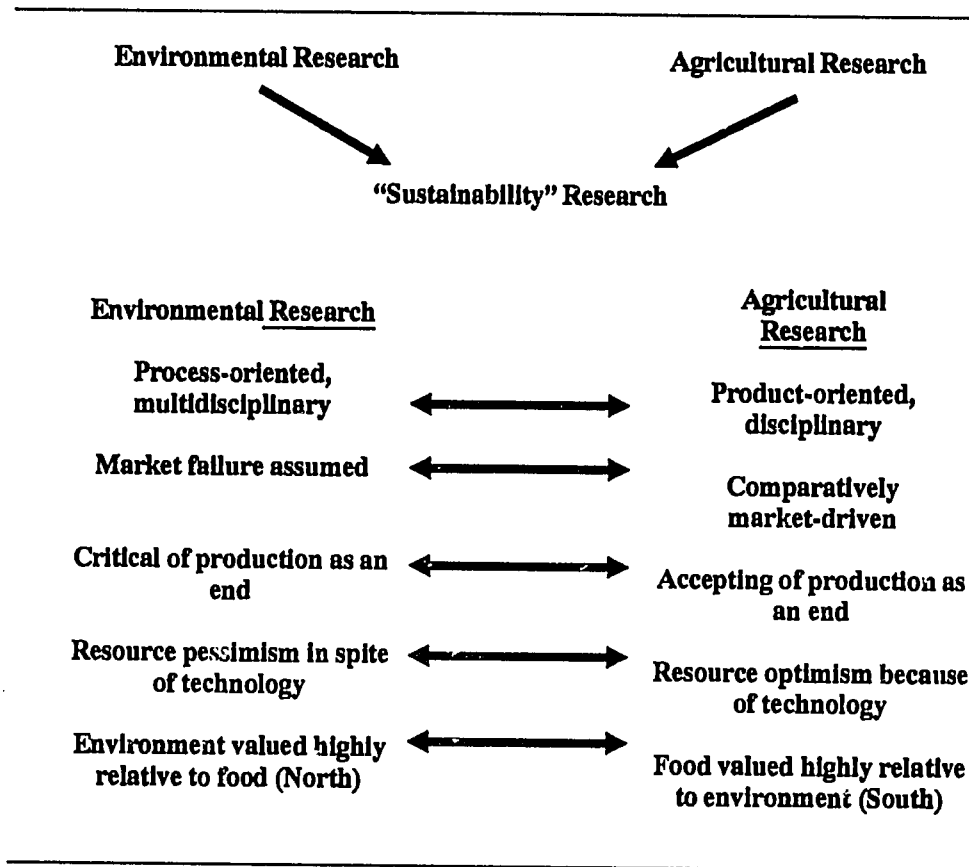 Environmental Research
Agricultural Research
“Sustainability” Research
Environmental Research
Agricultural
Research
Process-oriented,
multidisciplinary
Product-oriented,
disciplinary
Market failure assumed
Comparatively
market-driven
Critical of production as an
end
Accepting of production as
an end
Resource pessimism in spite
of technology
Resource optimism because
of technology
Environment valued highly
relative to food (North)
Food valued highly relative
to environment (South)